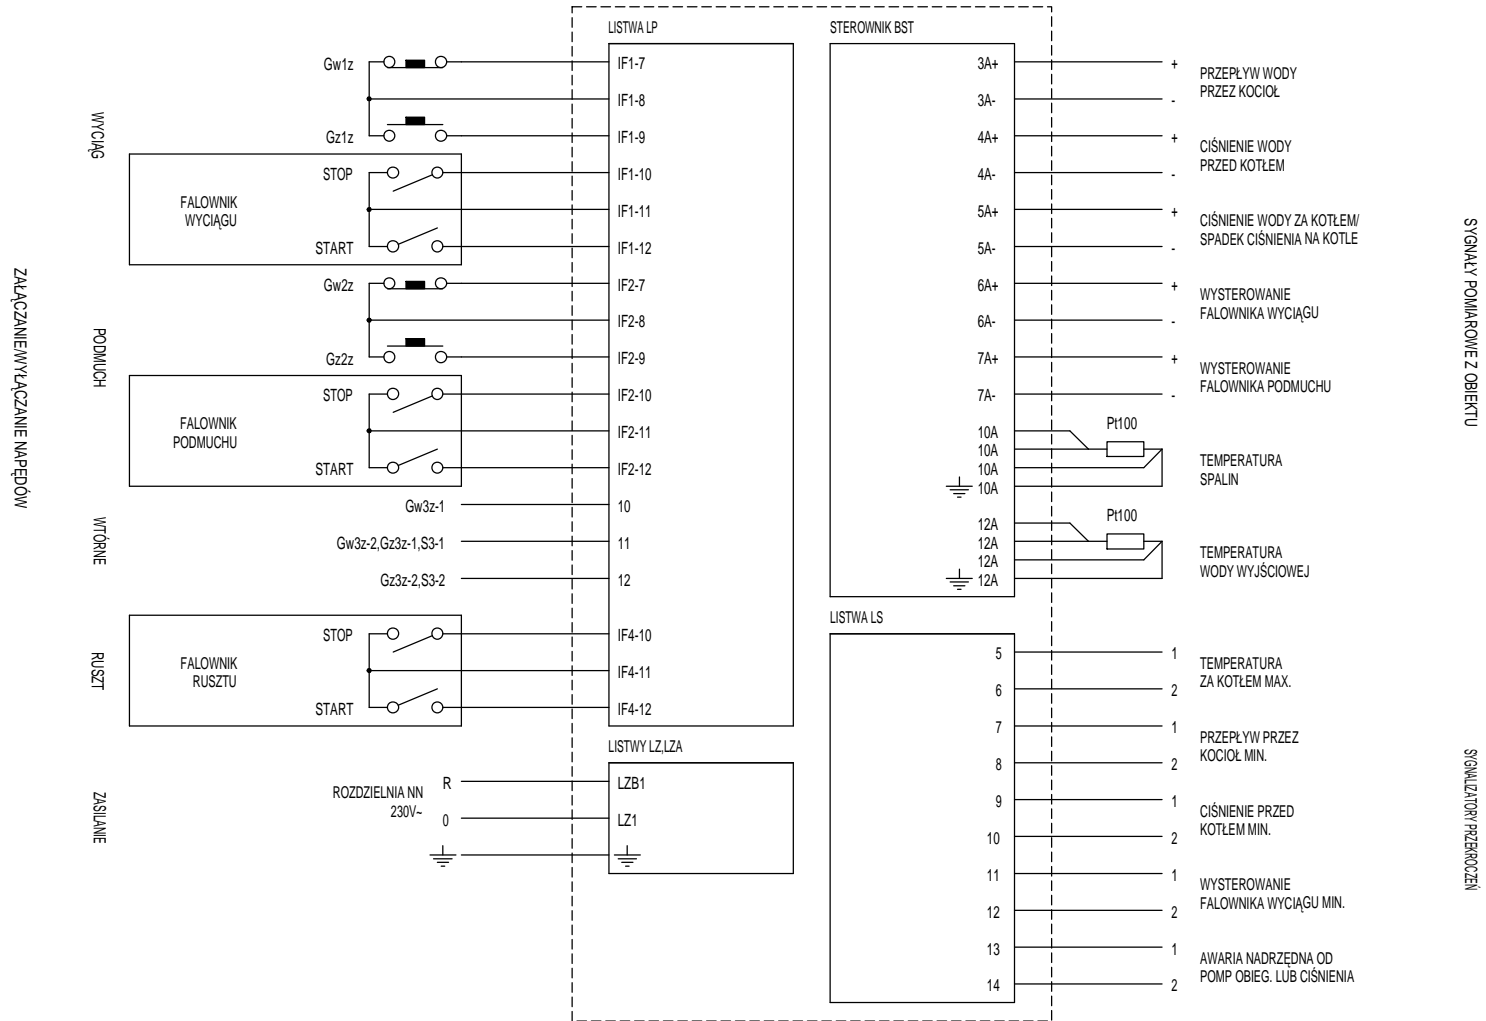 ZAŁĄCZANIE/WYŁĄCZANIE NAPĘDÓW
WYCIĄG
PODMUCH
WTÓRNE
RUSZT
ZASILANIE
Gw1z
Gz1z
FALOWNIK
WYCIĄGU
STOP
START
Gw2z
Gz2z
FALOWNIK
PODMUCHU
STOP
START
Gw3z-1
Gw3z-2,Gz3z-1,S3-1
Gz3z-2,S3-2
FALOWNIK
RUSZTU
STOP
START
ROZDZIELNIA NN
230V~
R
0
LISTWA LP
IF1-7
IF1-8
IF1-9
IF1-10
IF1-11
IF1-12
IF2-7
IF2-8
IF2-9
IF2-10
IF2-11
IF2-12
10
11
12
IF4-10
IF4-11
IF4-12
LISTWY LZ,LZA
LZB1
LZ1
STEROWNIK BST
3A+
3A-
4A+
4A-
5A+
5A-
6A+
6A-
7A+
7A-
10A
10A
10A
10A
12A
12A
12A
12A
LISTWA LS
5
6
7
8
9
10
11
12
13
14
+
-
PRZEPŁYW WODY
PRZEZ KOCIOŁ
+
-
CIŚNIENIE WODY
PRZED KOTŁEM
+
-
CIŚNIENIE WODY ZA KOTŁEM/
SPADEK CIŚNIENIA NA KOTLE
+
-
WYSTEROWANIE
FALOWNIKA WYCIĄGU
+
-
WYSTEROWANIE
FALOWNIKA PODMUCHU
Pt100
TEMPERATURA
SPALIN
Pt100
TEMPERATURA
WODY WYJŚCIOWEJ
1
2
TEMPERATURA
ZA KOTŁEM MAX.
1
2
PRZEPŁYW PRZEZ
KOCIOŁ MIN.
1
2
CIŚNIENIE PRZED
KOTŁEM MIN.
1
2
WYSTEROWANIE
FALOWNIKA WYCIĄGU MIN.
1
2
AWARIA NADRZĘDNA OD
POMP OBIEG. LUB CIŚNIENIA
SYGNAŁY POMIAROWE Z OBIEKTU
SYGNALIZATORY PRZEKROCZEŃ